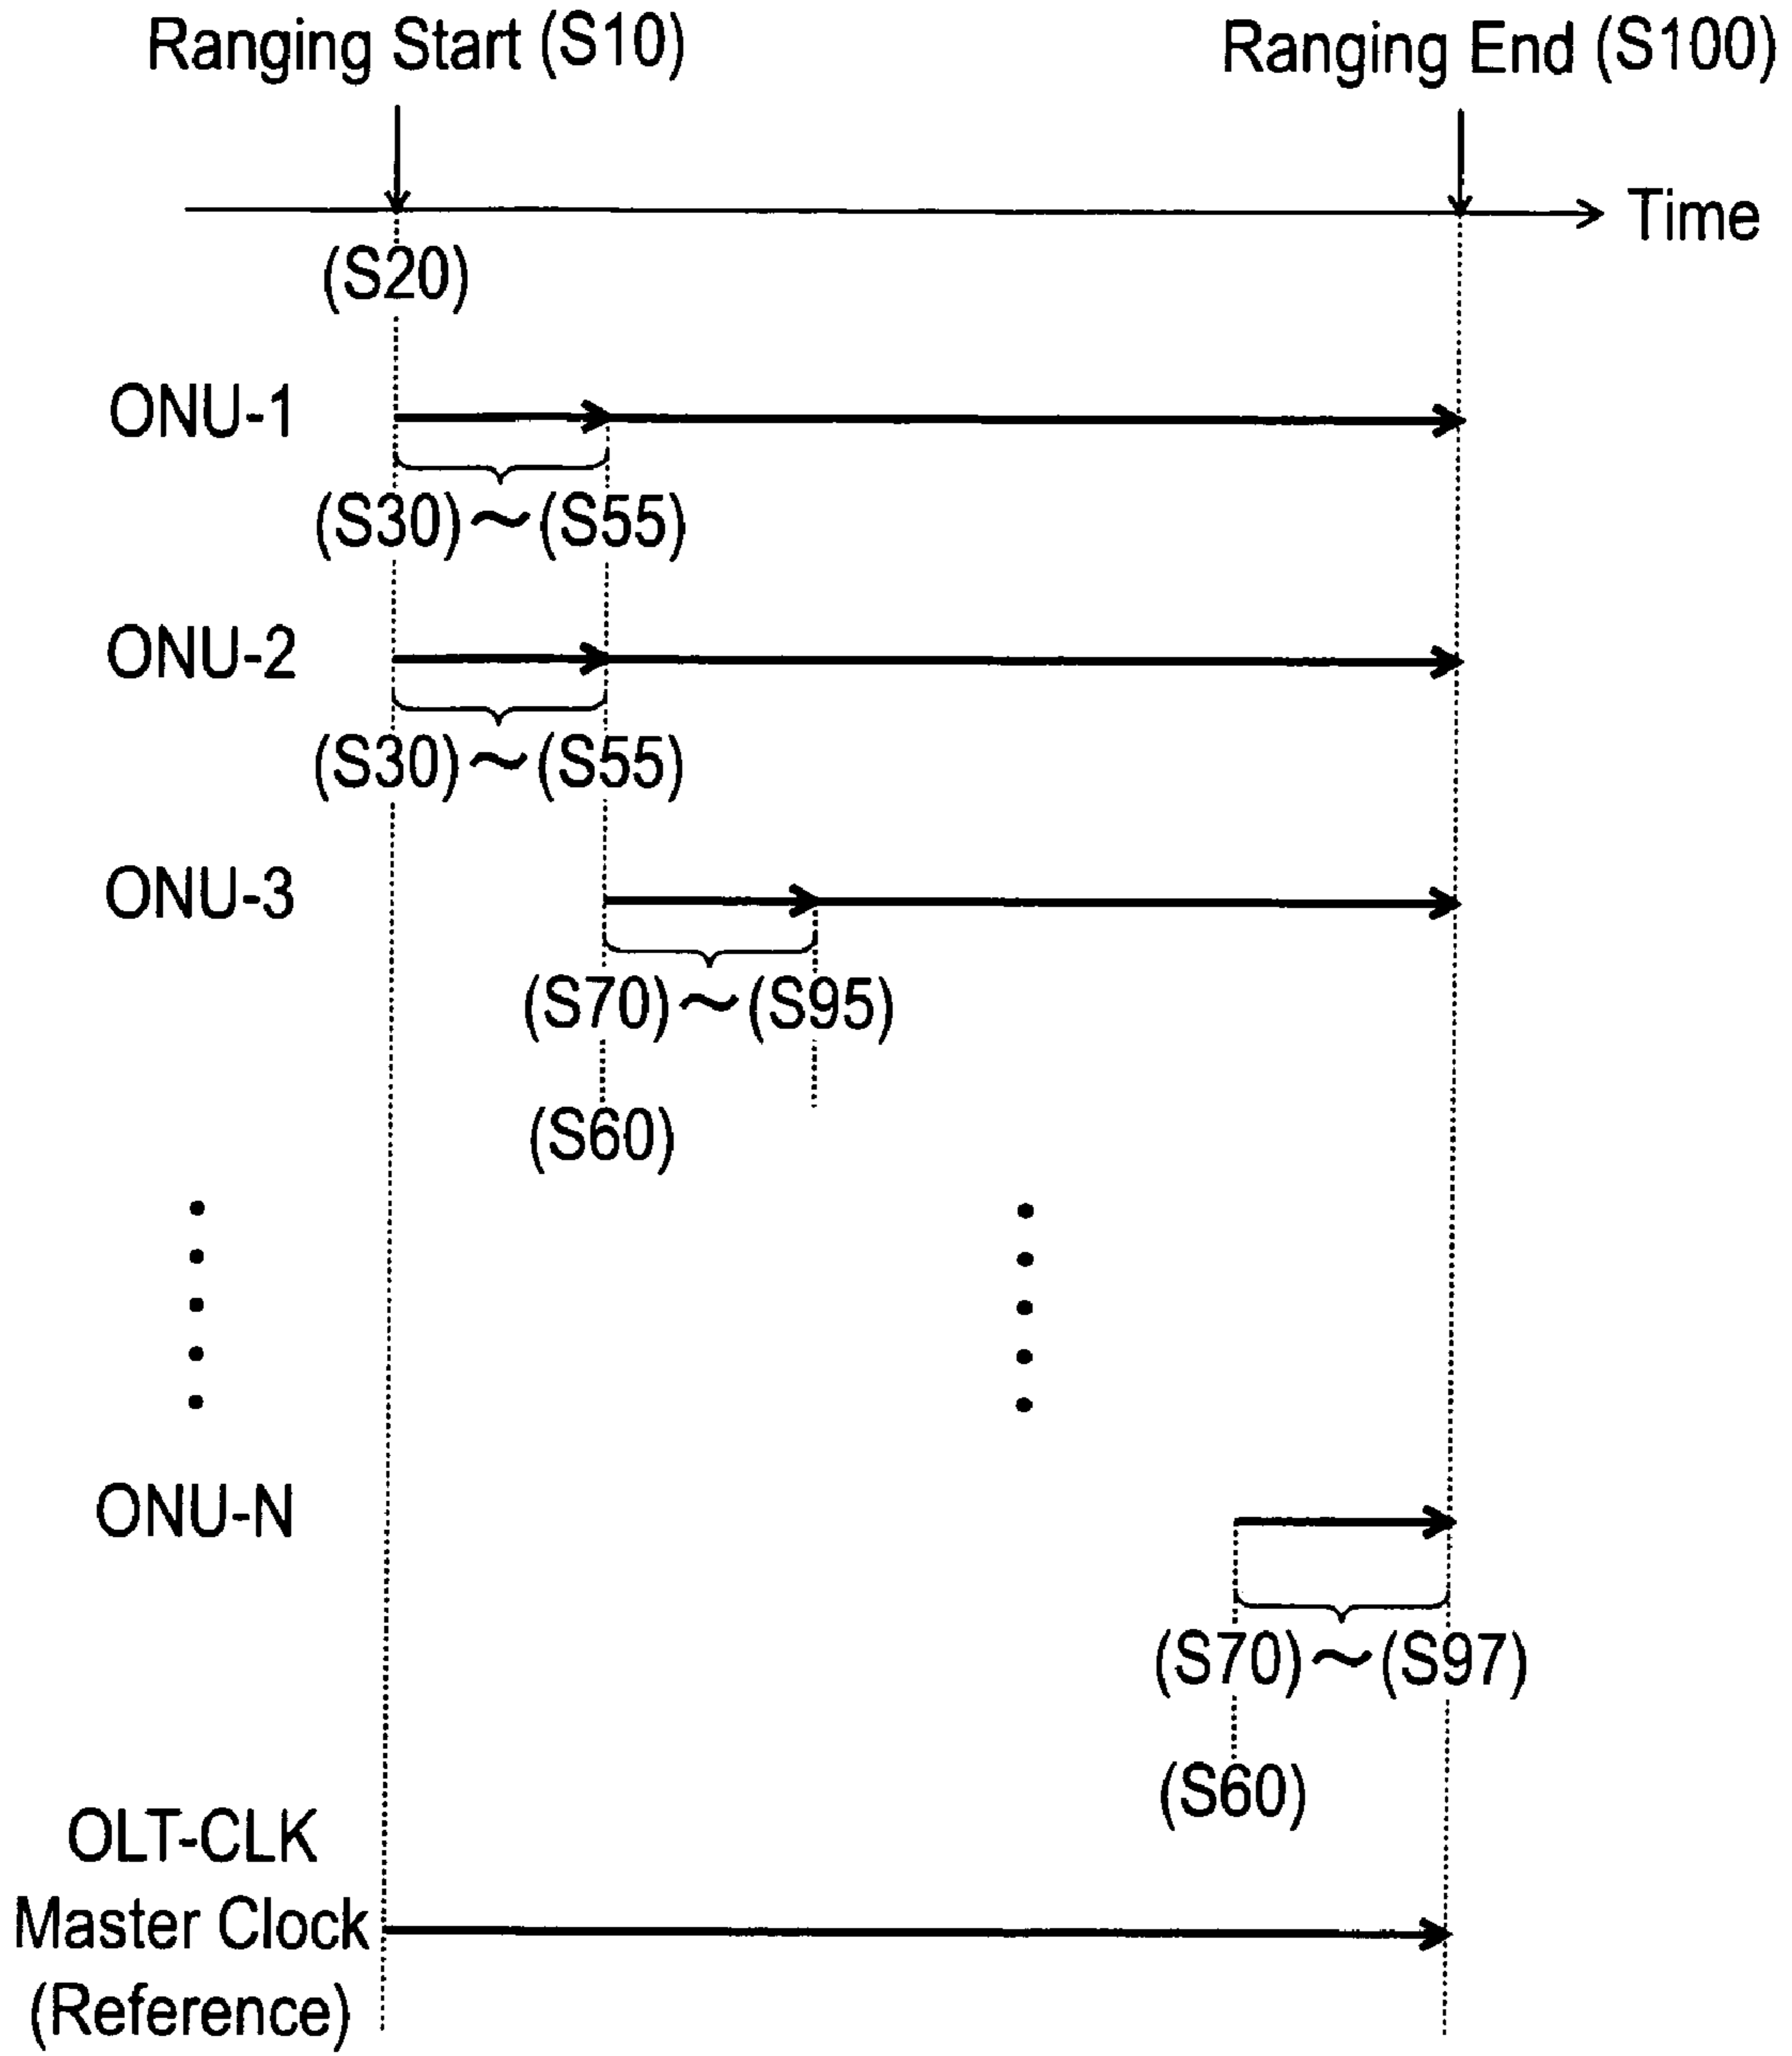 Ranging Start (S10)
Ranging End (S100)
Time
(S20)
ONU-1
(S30)～(S55)
ONU-2
(S30)～(S55)
ONU-3
(S70)～(S95)
(S60)
ONU-N
(S70)～(S97)
(S60)
OLT-CLK
Master Clock
(Reference)